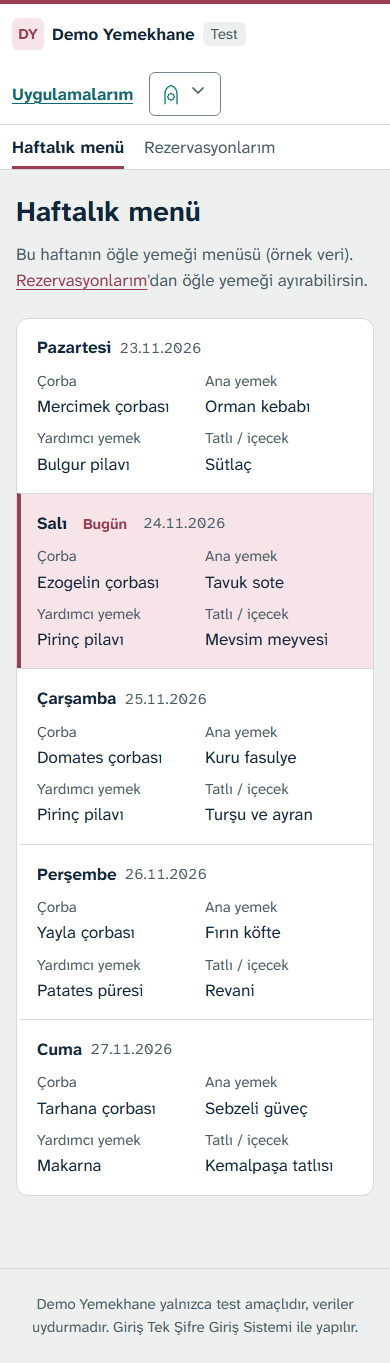 DY Demo Yemekhane Test
Uygulamalarım
Haftalık menü Rezervasyonlarım
Haftalık menü
Bu haftanın öğle yemeği menüsü (örnek veri).
Rezervasyonlarım'dan öğle yemeği ayırabilirsin.
Pazartesi 23.11.2026
Çorba Ana yemek
Mercimek çorbası Orman kebabı
Yardımcı yemek Tatlı / içecek
Bulgur pilavı Sütlaç
Salı Bugün 24.11.2026
Çorba Ana yemek
Ezogelin çorbası Tavuk sote
Yardımcı yemek Tatlı / içecek
Pirinç pilavı Mevsim meyvesi
Çarşamba 25.11.2026
Çorba Ana yemek
Domates çorbası Kuru fasulye
Yardımcı yemek Tatlı / içecek
Pirinç pilavı Turşu ve ayran
Perşembe 26.11.2026
Çorba Ana yemek
Yayla çorbası Fırın köfte
Yardımcı yemek Tatlı / içecek
Patates püresi Revani
Cuma 27.11.2026
Çorba Ana yemek
Tarhana çorbası Sebzeli güveç
Yardımcı yemek Tatlı / içecek
Makarna Kemalpaşa tatlısı
Demo Yemekhane yalnızca test amaçlıdır, veriler
uydurmadır. Giriş Tek Şifre Giriş Sistemi ile yapılır.